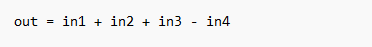 out = in1 + in2 + in3 - in4